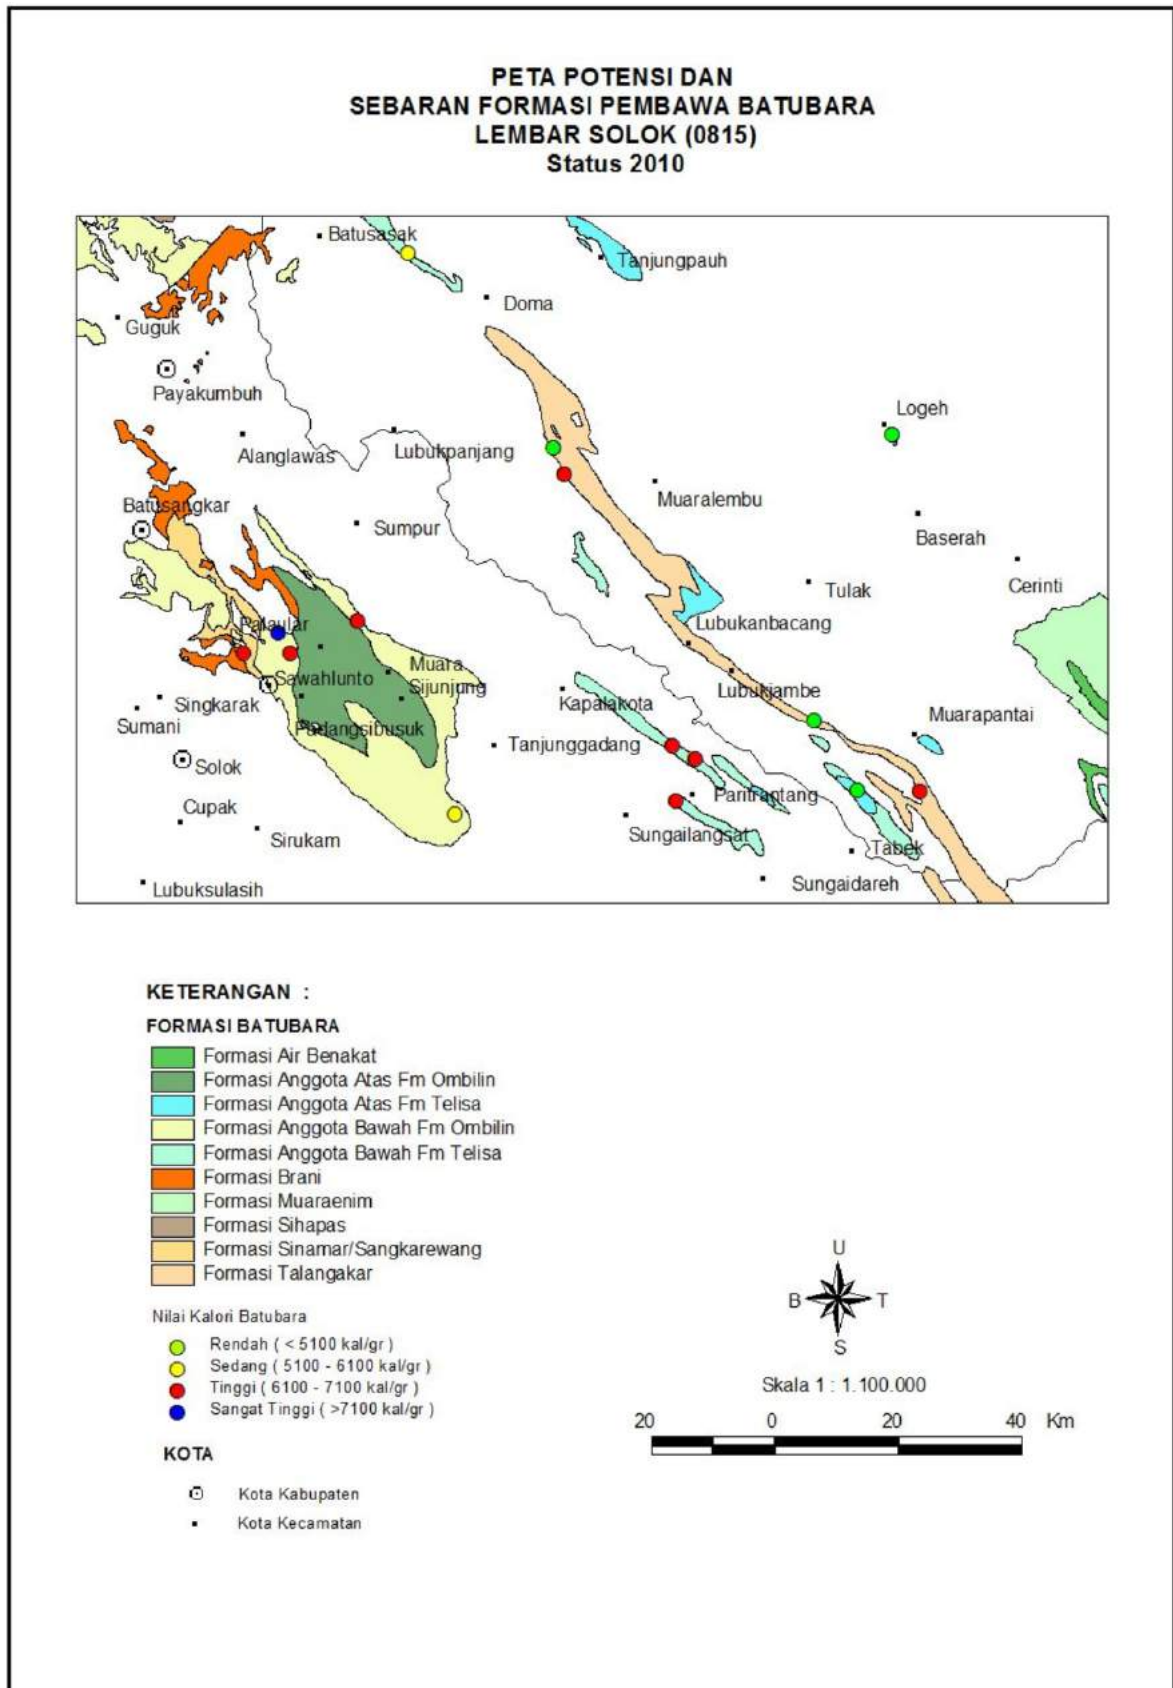 PETA POTENSI DAN
SEBARAN FORMASI PEMBAWA BATUBARA
LEMBAR SOLOK (0815)
Status 2010
Batusasak
Tanjungpauh
Doma
Guguk
Payakumbuh
Logeh
Alanglawas
Lubukpanjang
Muaralembu
Batusangkar
Sumpur
Baserah
Cerinti
Tulak
Palaular
Lubukanbacang
Muara
Sijunjung
Sawahlunto
Lubukjambe
Singkarak
Kapalakota
Muarapantai
Sumani
Padangsibusuk
Tanjunggadang
Solok
Paritrantang
Cupak
Sungailangsat
Sirukam
Tabek
Lubuksulasih
Sungaidareh
KETERANGAN :
FORMASI BATUBARA
Formasi Air Benakat
Formasi Anggota Atas Fm Ombilin
Formasi Anggota Atas Fm Telisa
Formasi Anggota Bawah Fm Ombilin
Formasi Anggota Bawah Fm Telisa
Formasi Brani
Formasi Muaraenim
Formasi Sihapas
Formasi Sinamar/Sangkarewang
Formasi Talangakar
Nilai Kalori Batubara
Rendah ( < 5100 kal/gr )
Sedang ( 5100 - 6100 kal/gr )
Tinggi ( 6100 - 7100 kal/gr )
Sangat Tinggi ( >7100 kal/gr )
KOTA
Kota Kabupaten
Kota Kecamatan
U
B T
S
Skala 1 : 1.100.000
20 0 20 40 Km